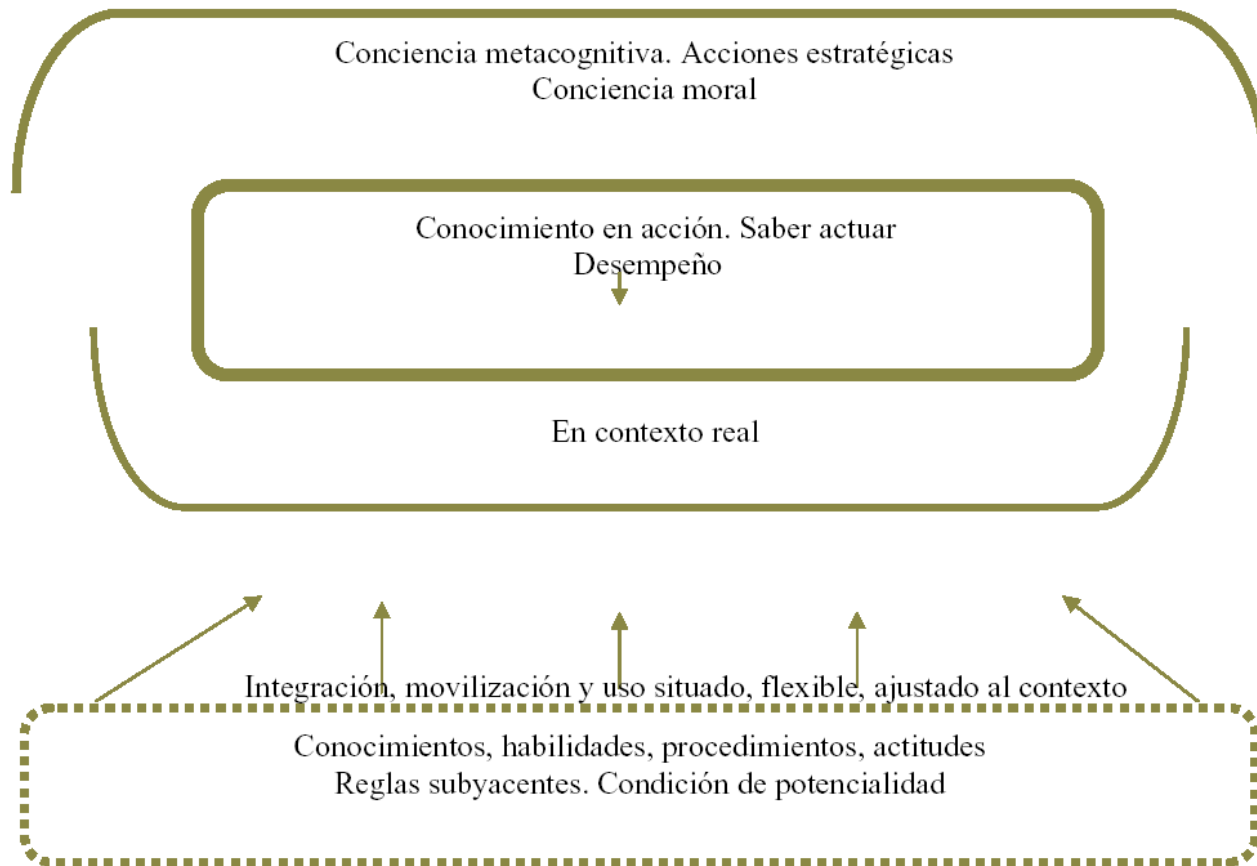 Conciencia metacognitiva. Acciones estratégicas
Conciencia moral
Conocimiento en acción. Saber actuar
Desempeño
En contexto real
Integración, movilización y uso situado, flexible, ajustado al contexto
Conocimientos, habilidades, procedimientos, actitudes
Reglas subyacentes. Condición de potencialidad